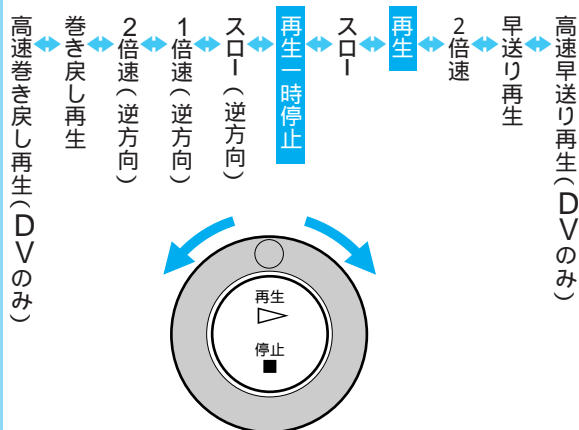 高速巻き戻し再生(DVのみ)
巻き戻し再生
2倍速(逆方向)
1倍速(逆方向)
スロー(逆方向)
再生一時停止
スロー
再生
2倍速
早送り再生
高速早送り再生(DVのみ)
再生
停止